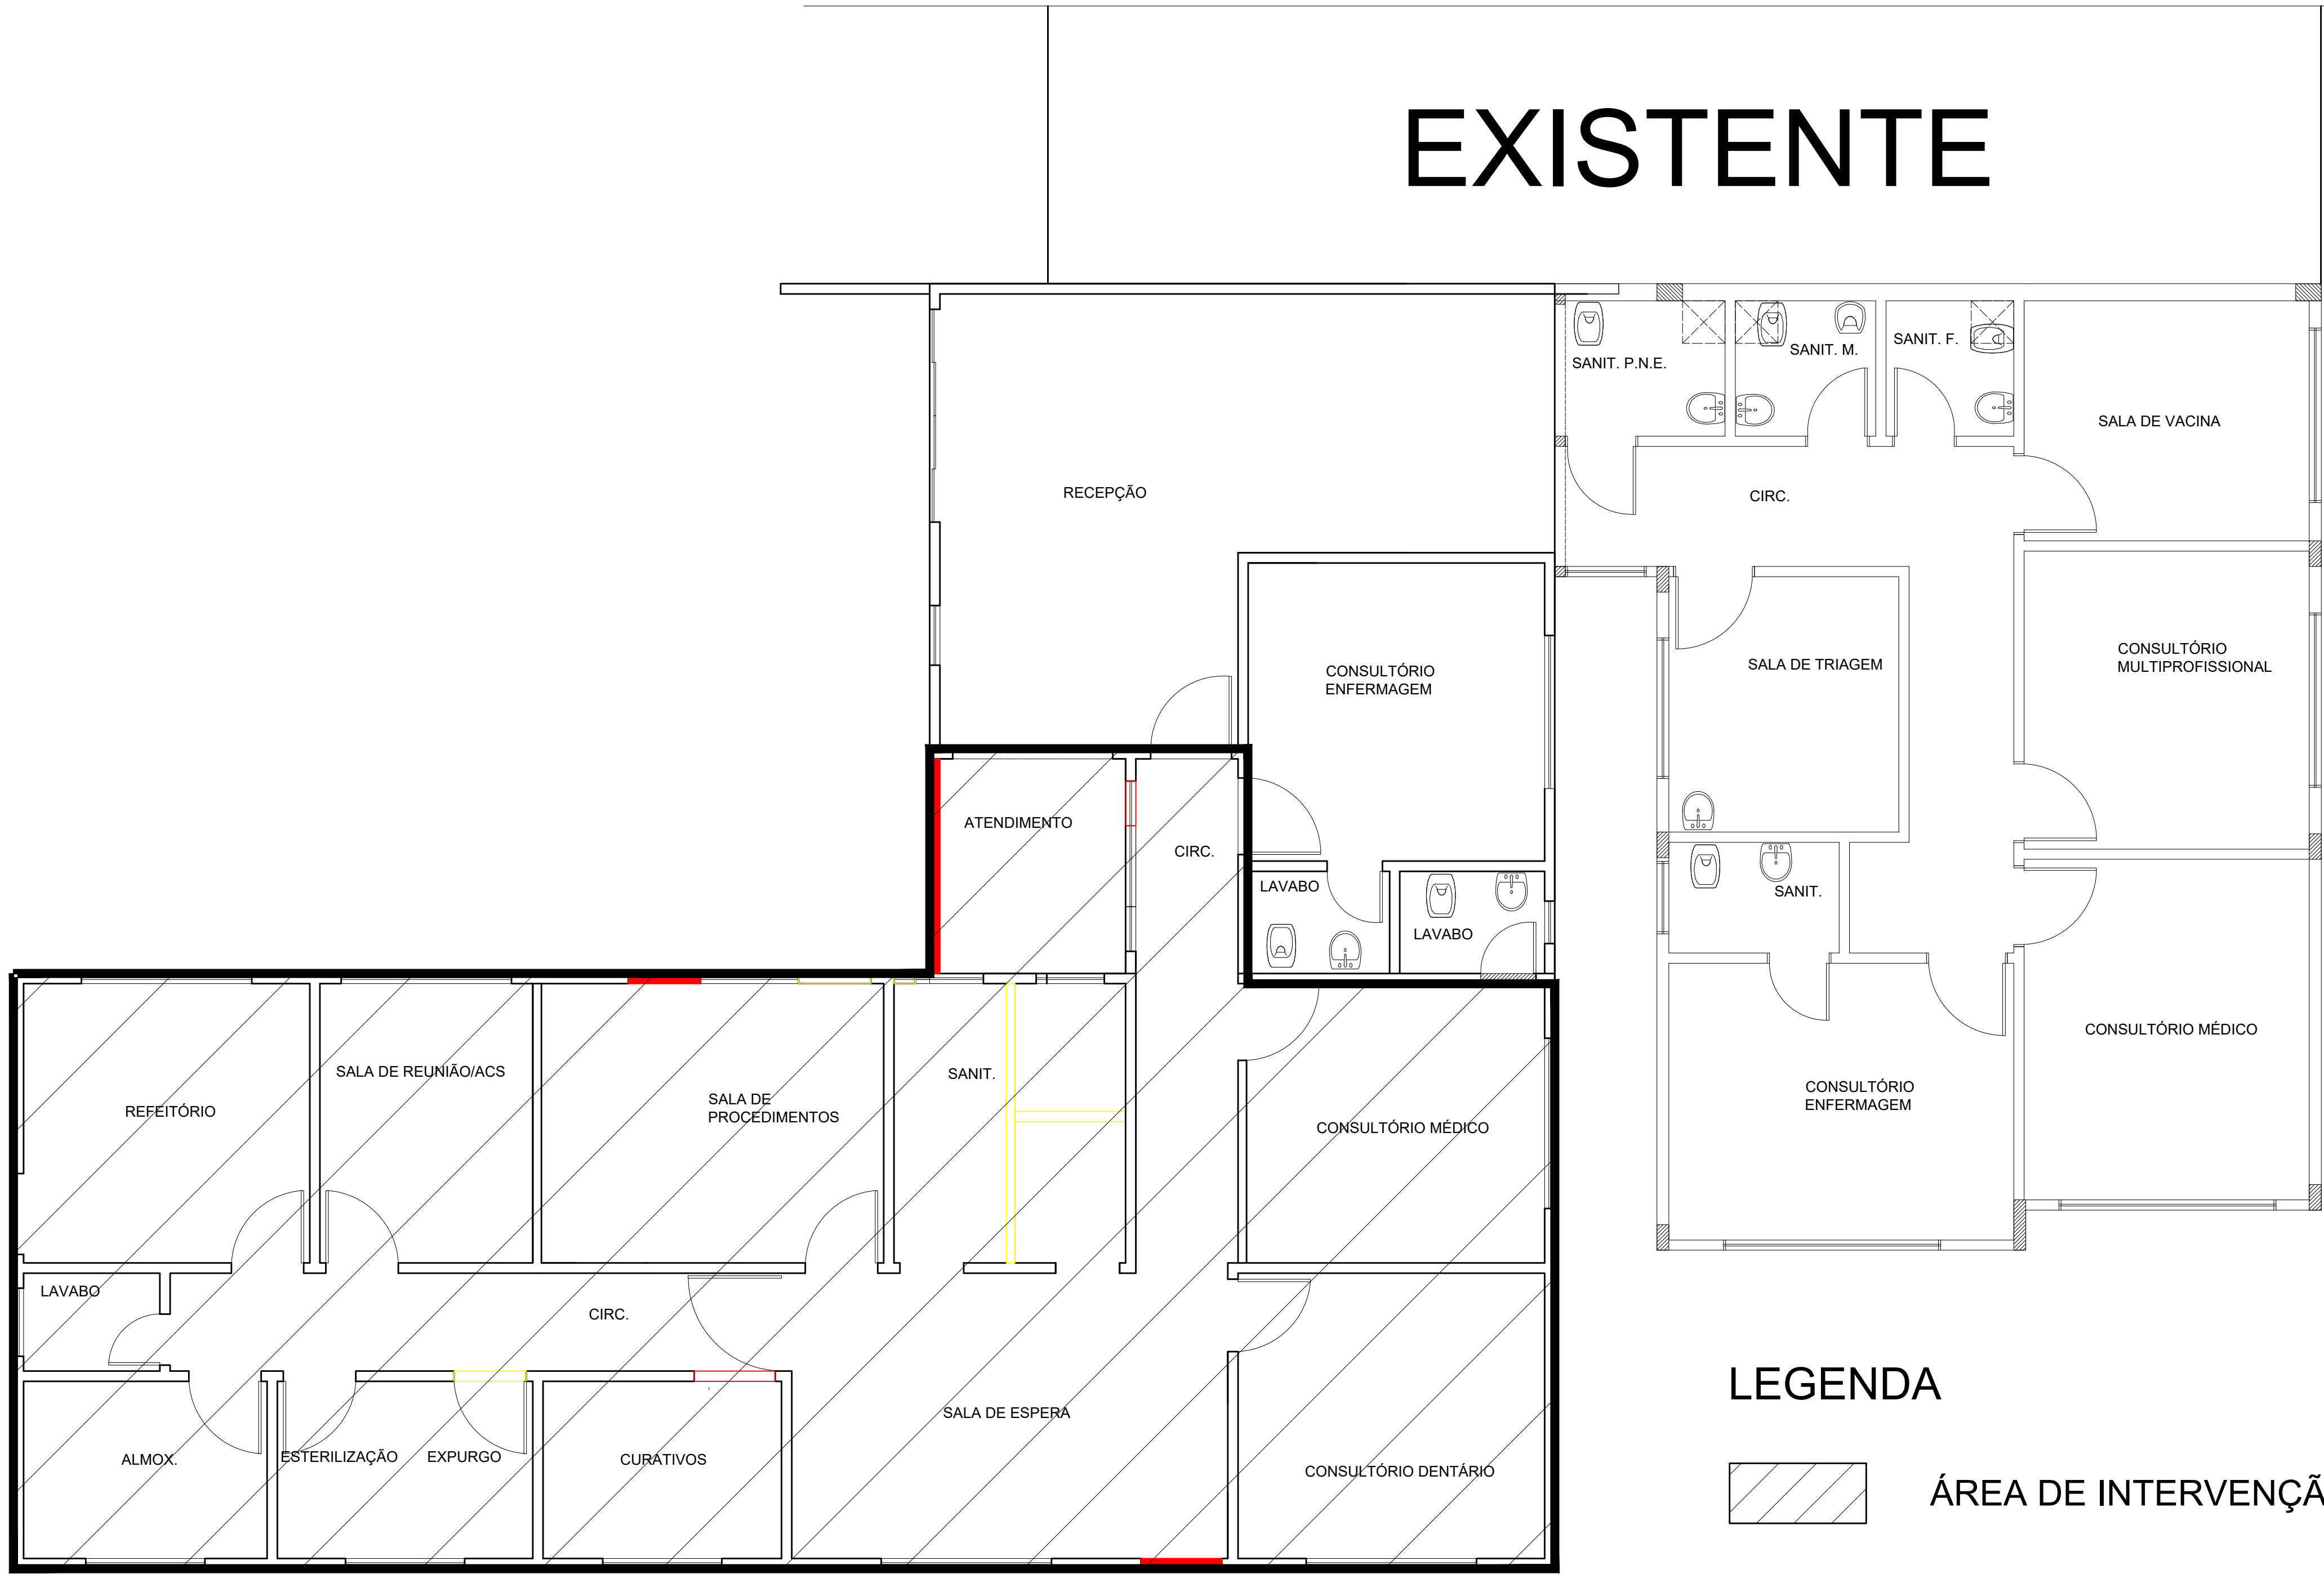 EXISTENTE
SANIT. P.N.E.
SANIT. M.
SANIT. F.
SALA DE VACINA
RECEPÇÃO
CIRC.
CONSULTÓRIO
ENFERMAGEM
SALA DE TRIAGEM
CONSULTÓRIO
MULTIPROFISSIONAL
ATENDIMENTO
CIRC.
LAVABO
LAVABO
SANIT.
REFEITÓRIO
SALA DE REUNIÃO/ACS
SALA DE
PROCEDIMENTOS
SANIT.
CONSULTÓRIO MÉDICO
CONSULTÓRIO
ENFERMAGEM
CONSULTÓRIO MÉDICO
LAVABO
CIRC.
ALMOX.
ESTERILIZAÇÃO
EXPURGO
CURATIVOS
SALA DE ESPERA
CONSULTÓRIO DENTÁRIO
LEGENDA
ÁREA DE INTERVENÇÃ